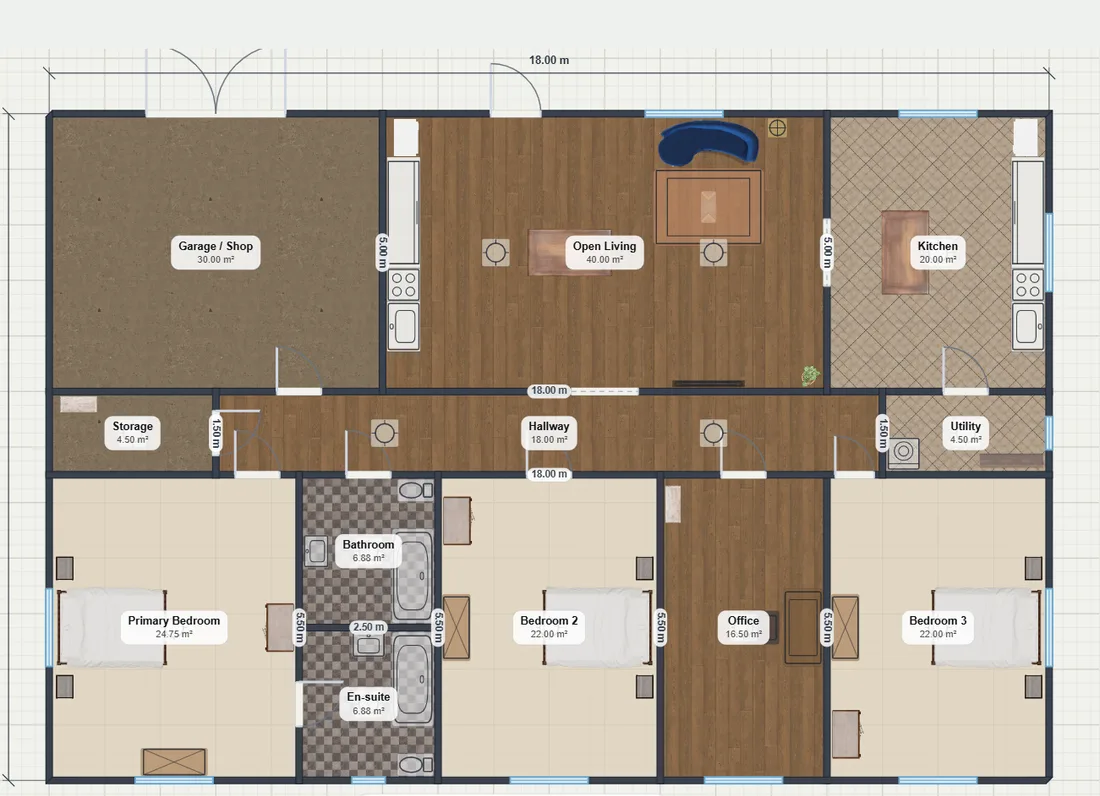 18.00 m
Garage / Shop
30.00 m²
5.00 m
Open Living
40.00 m²
5.00 m
Kitchen
20.00 m²
18.00 m
Storage
4.50 m²
1.50 m
Hallway
18.00 m²
1.50 m
Utility
4.50 m²
18.00 m
Bathroom
6.88 m²
Primary Bedroom
24.75 m²
5.50 m
2.50 m
5.50 m
Bedroom 2
22.00 m²
5.50 m
Office
16.50 m²
5.50 m
Bedroom 3
22.00 m²
En-suite
6.88 m²